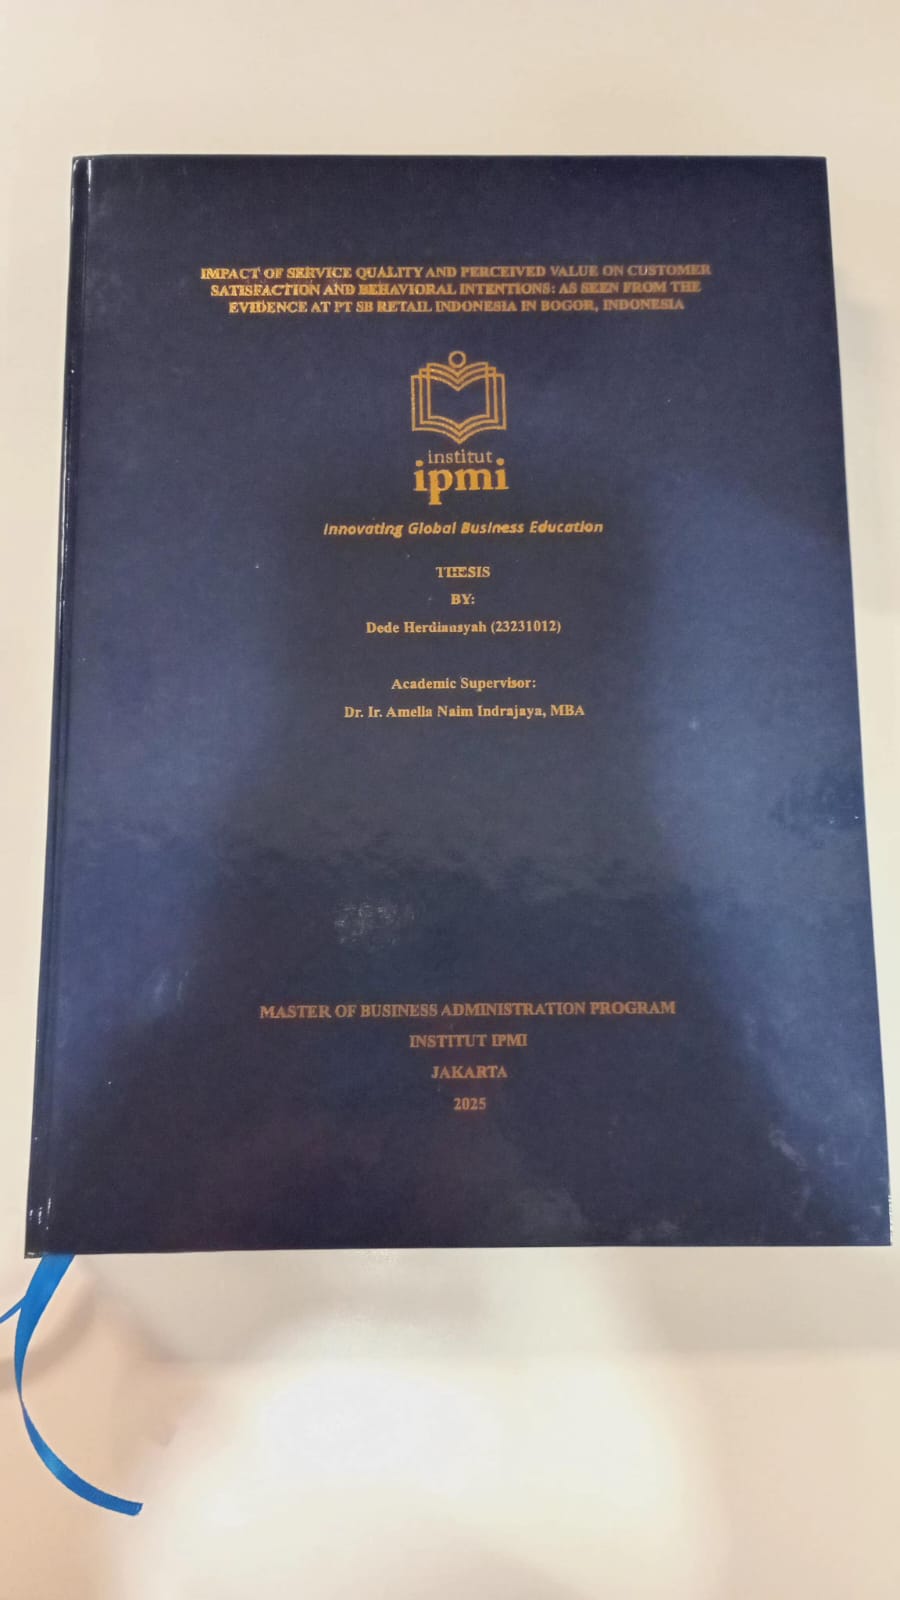 IMPACT OF SERVICE QUALITY AND PERCEIVED VALUE ON CUSTOMER
SATISFACTION AND BEHAVIORAL INTENTIONS: AS SEEN FROM THE
EVIDENCE AT PT SB RETAIL INDONESIA IN BOGOR, INDONESIA
institut
ipmi
Innovating Global Business Education
THESIS
BY:
Dede Herdiansyah (23231012)
Academic Supervisor:
Dr. Ir. Amelia Naim Indrajaya, MBA
MASTER OF BUSINESS ADMINISTRATION PROGRAM
INSTITUT IPMI
JAKARTA
2025